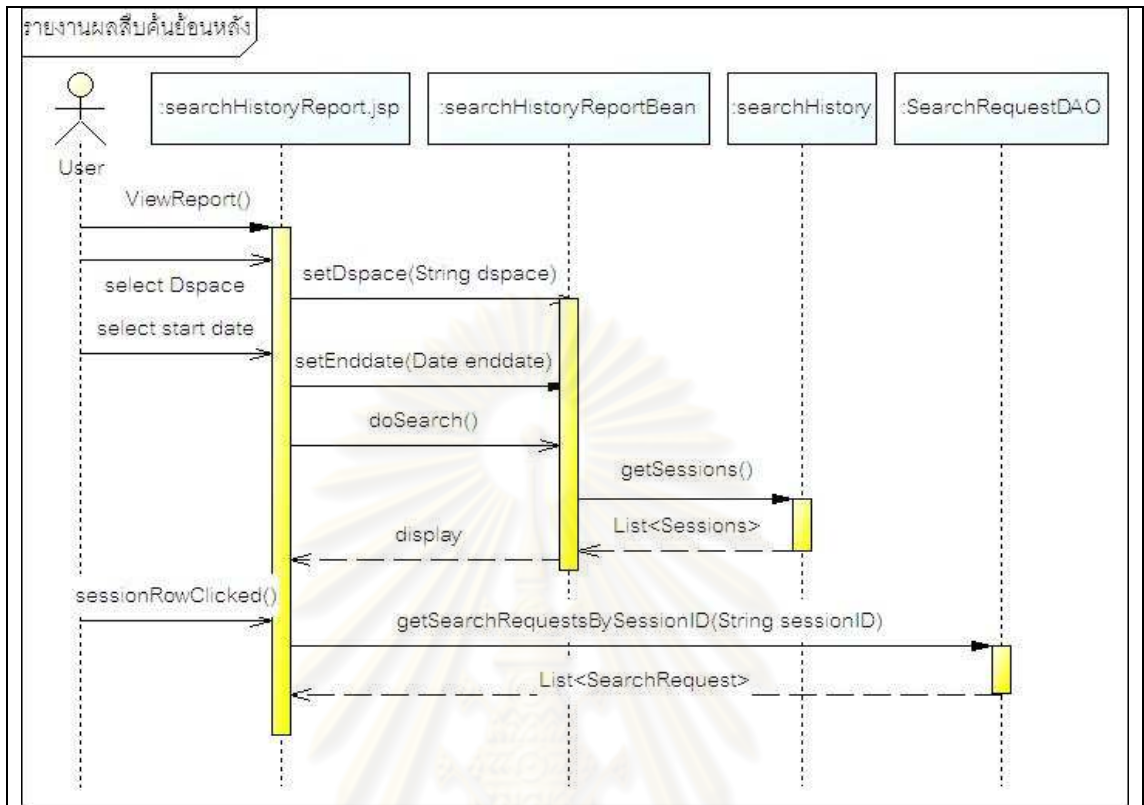 รายงานผลสืบค้นย้อนหลัง
:searchHistoryReport.jsp
:searchHistoryReportBean
:searchHistory
:SearchRequestDAO
User
ViewReport()
select Dspace
setDspace(String dspace)
select start date
setEnddate(Date enddate)
doSearch()
getSessions()
List<Sessions>
display
sessionRowClicked()
getSearchRequestsBySessionID(String sessionID)
List<SearchRequest>